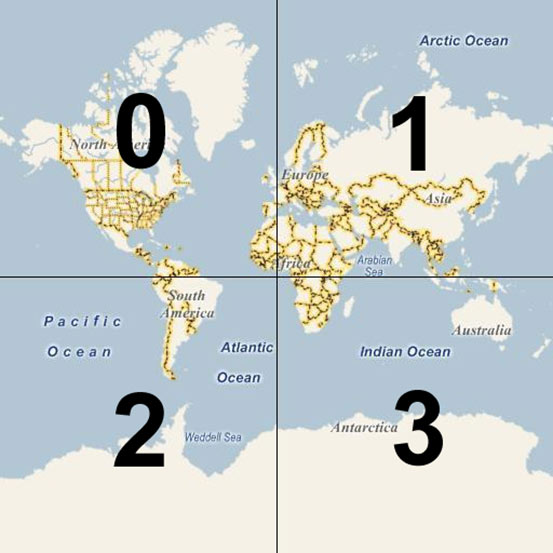 Arctic Ocean
0
1
North Ameri
Europe
Asia
Africa
Arabian
Sea
South
America
Pacific
Ocean
Atlantic
Ocean
Indian Ocean
Australia
2
3
Weddell Sea
Antarctica